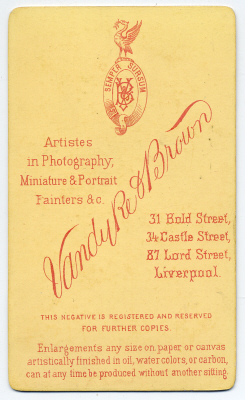 SEMPER SURSUM
VB
Artistes
in Photography,
Miniature & Portrait
Painters & c.
VandyKe & Brown
31 Bold Street,
34 Castle Street,
87 Lord Street,
Liverpool.
THIS NEGATIVE IS REGISTERED AND RESERVED
FOR FURTHER COPIES.
Enlargements any size on paper or canvas
artistically finished in oil, water colors, or carbon,
can at any time be produced without another sitting.